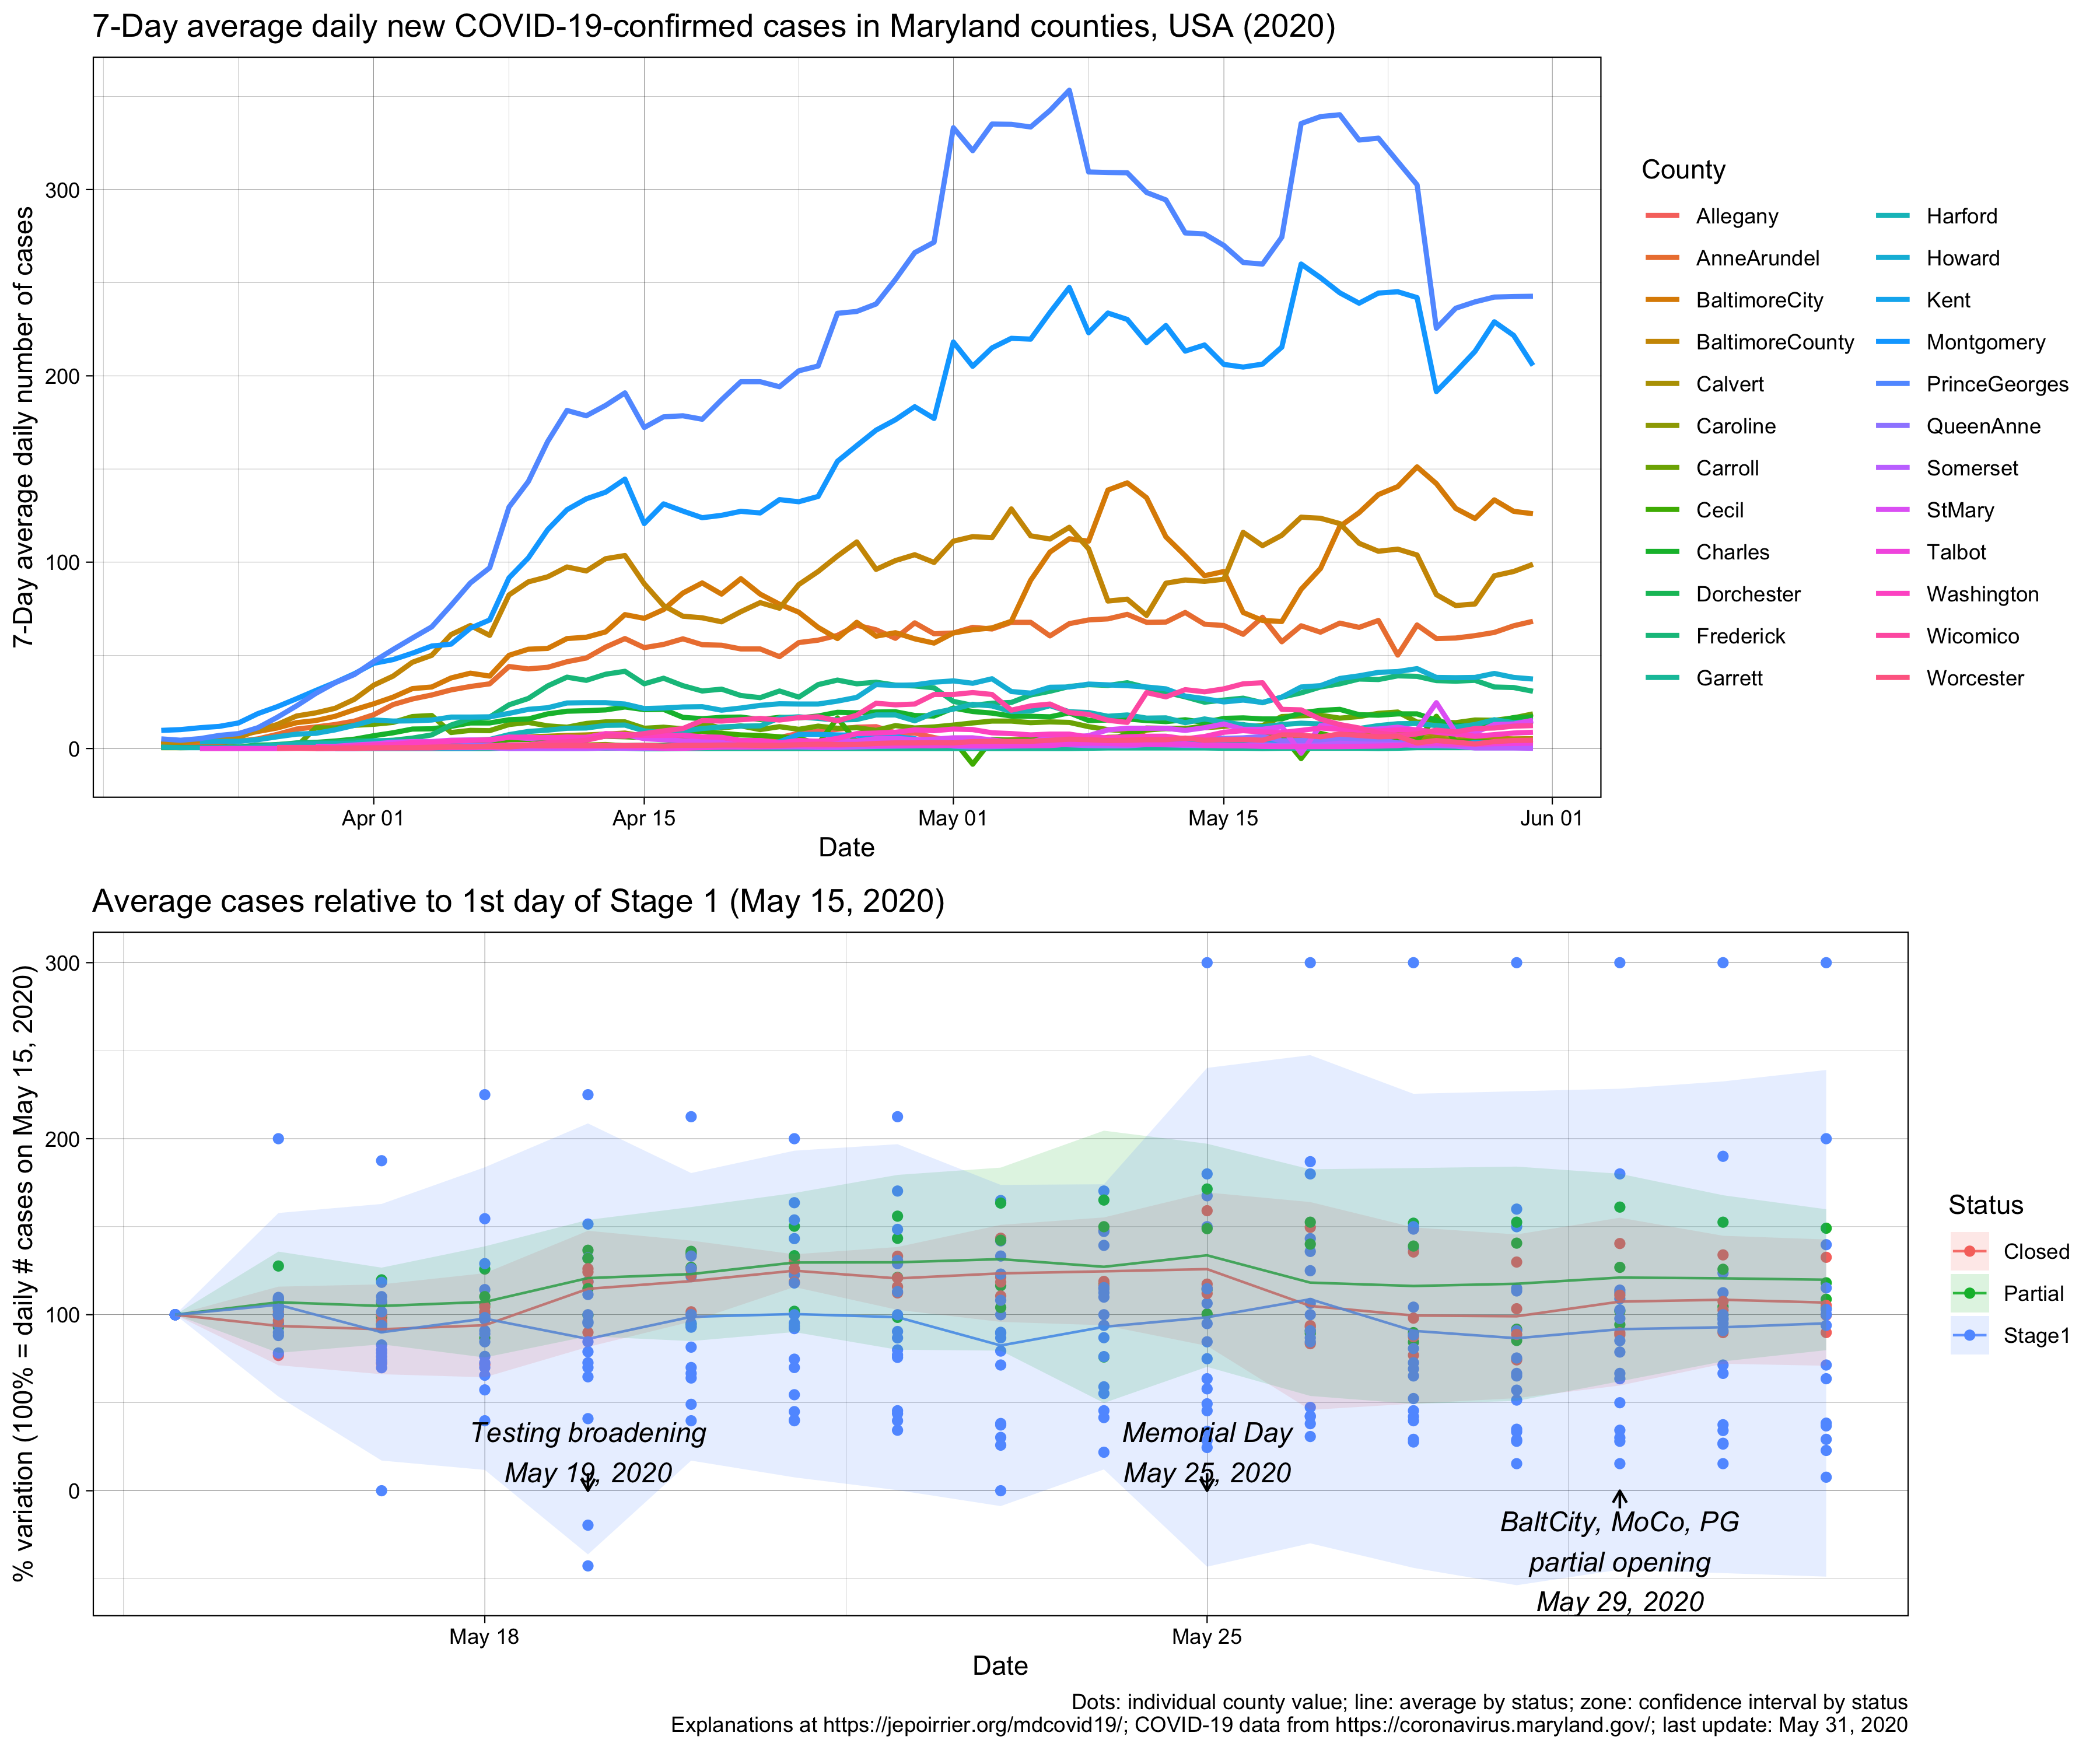 7-Day average daily new COVID-19-confirmed cases in Maryland counties, USA (2020)
7-Day average daily number of cases
300
200
100
0
Apr 01
Apr 15
May 01
May 15
Jun 01
Date
County
Allegany
AnneArundel
BaltimoreCity
BaltimoreCounty
Calvert
Caroline
Carroll
Cecil
Charles
Dorchester
Frederick
Garrett
Harford
Howard
Kent
Montgomery
PrinceGeorges
QueenAnne
Somerset
StMary
Talbot
Washington
Wicomico
Worcester
Average cases relative to 1st day of Stage 1 (May 15, 2020)
% variation (100% = daily # cases on May 15, 2020)
300
200
100
0
Testing broadening
May 19, 2020
Memorial Day
May 25, 2020
BaltCity, MoCo, PG
partial opening
May 29, 2020
May 18
May 25
Date
Status
Closed
Partial
Stage1
Dots: individual county value; line: average by status; zone: confidence interval by status
Explanations at https://jepoirrier.org/mdcovid19/; COVID-19 data from https://coronavirus.maryland.gov/; last update: May 31, 2020